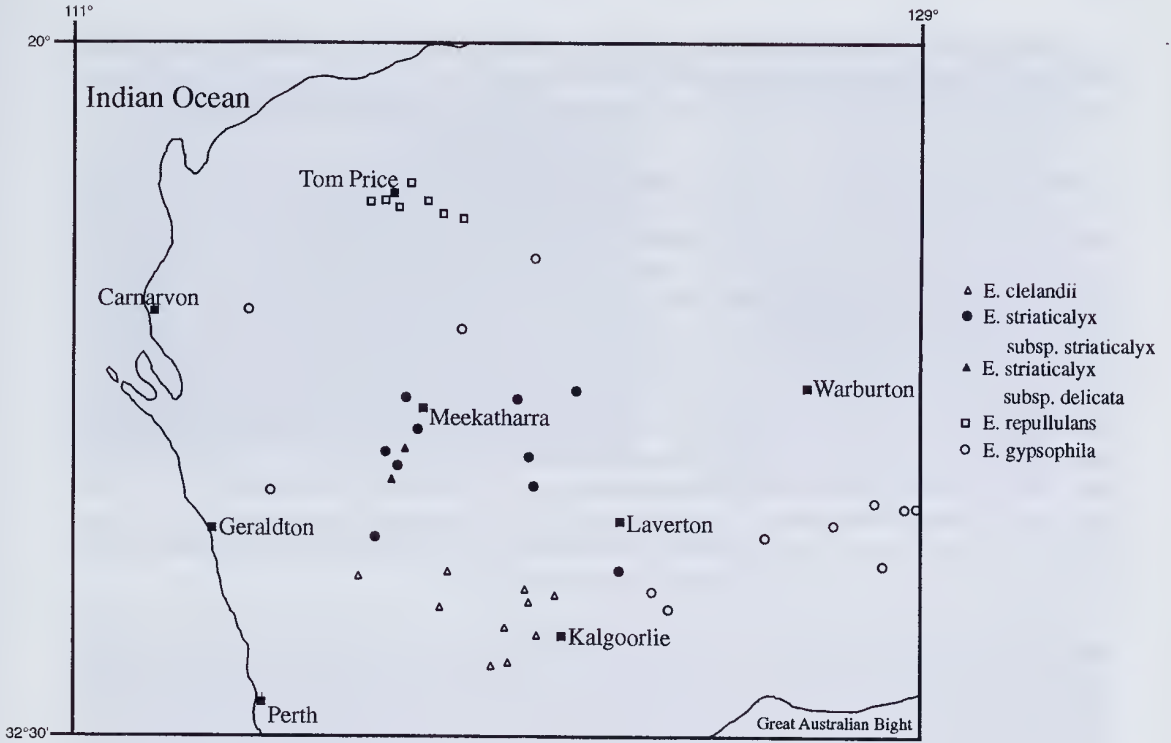 111°
129°
20°
Indian Ocean
Tom Price
Carnarvon
E. clelandii
E. striaticalyx
subsp. striaticalyx
E. striaticalyx
subsp. delicata
E. repullulans
E. gypsophila
Warburton
Meekatharra
Geraldton
Laverton
Kalgoorlie
Perth
Great Australian Bight
32°30'